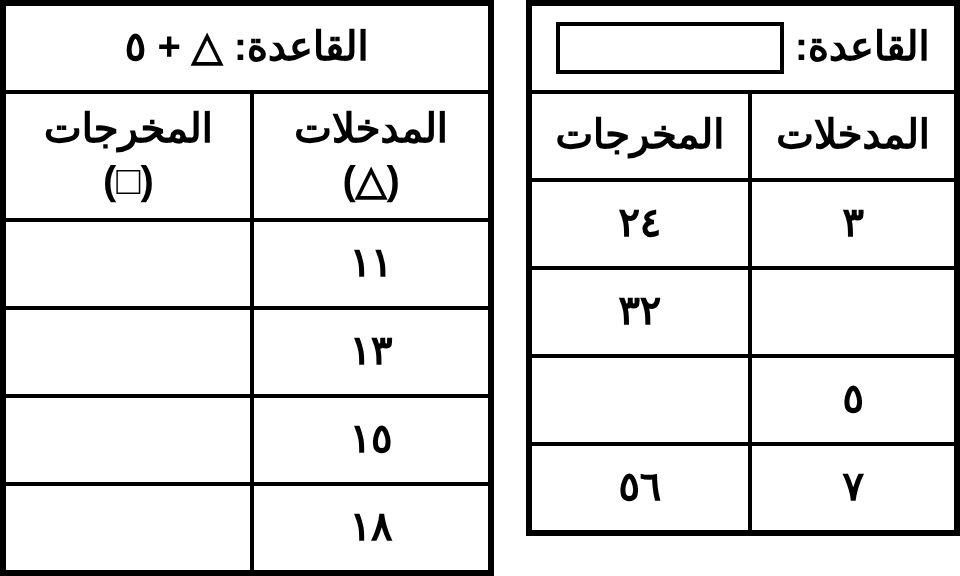 القاعدة:
المدخلات المخرجات
٣ ٢٤
٣٢
٥
٧ ٥٦
القاعدة: △ + ٥
المدخلات المخرجات
(△) (□)
١١
١٣
١٥
١٨